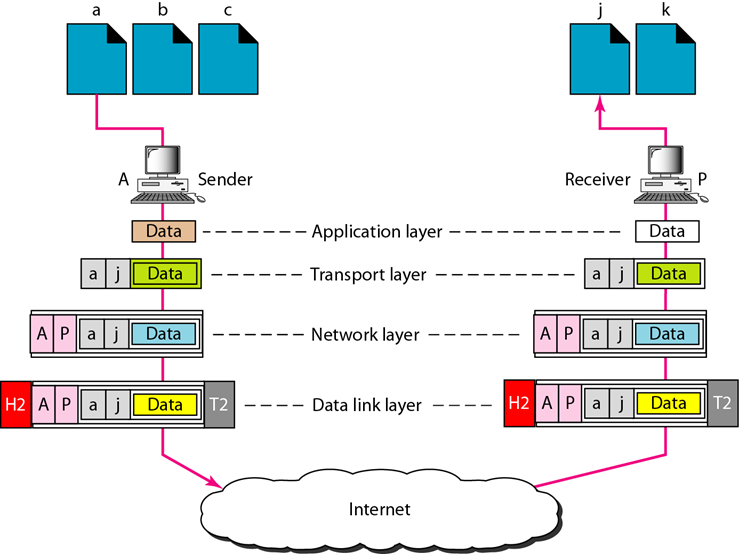 a b c j k
A Sender Receiver P
Data Application layer Data
a j Data Transport layer a j Data
A P a j Data Network layer A P a j Data
H2 A P a j Data T2 Data link layer H2 A P a j Data T2
Internet